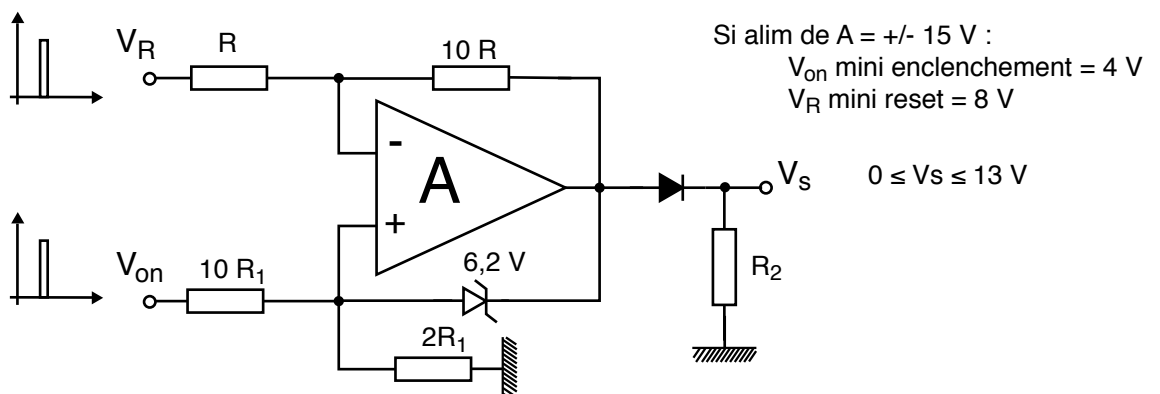 Si alim de A = +/- 15 V :
V_on mini enclenchement = 4 V
V_R mini reset = 8 V
V_R
R
10 R
-
A
+
V_s
0 ≤ Vs ≤ 13 V
V_on
10 R_1
6,2 V
R_2
2R_1